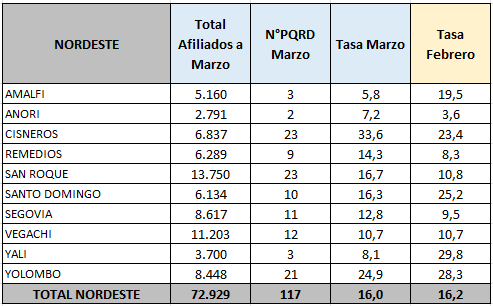 NORDESTE Total Afiliados a Marzo N°PQRD Marzo Tasa Marzo Tasa Febrero
AMALFI 5.160 3 5,8 19,5
ANORI 2.791 2 7,2 3,6
CISNEROS 6.837 23 33,6 23,4
REMEDIOS 6.289 9 14,3 8,3
SAN ROQUE 13.750 23 16,7 10,8
SANTO DOMINGO 6.134 10 16,3 25,2
SEGOVIA 8.617 11 12,8 9,5
VEGACHI 11.203 12 10,7 10,7
YALI 3.700 3 8,1 29,8
YOLOMBO 8.448 21 24,9 28,3
TOTAL NORDESTE 72.929 117 16,0 16,2